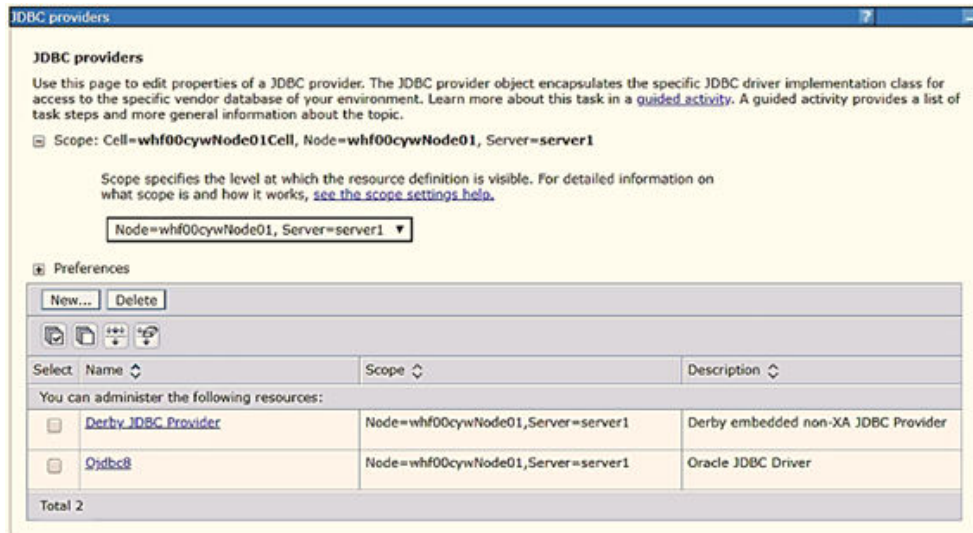 JDBC providers
?
JDBC providers
Use this page to edit properties of a JDBC provider. The JDBC provider object encapsulates the specific JDBC driver implementation class for
access to the specific vendor database of your environment. Learn more about this task in a guided activity. A guided activity provides a list of
task steps and more general information about the topic.
Scope: Cell=whf00cywNode01Cell, Node=whf00cywNode01, Server=server1
Scope specifies the level at which the resource definition is visible. For detailed information on
what scope is and how it works, see the scope settings help.
Node=whf00cywNode01, Server=server1
Preferences
New... Delete
Select Name Scope Description
You can administer the following resources:
Derby JDBC Provider Node=whf00cywNode01,Server=server1 Derby embedded non-XA JDBC Provider
Ojdbc8 Node=whf00cywNode01,Server=server1 Oracle JDBC Driver
Total 2